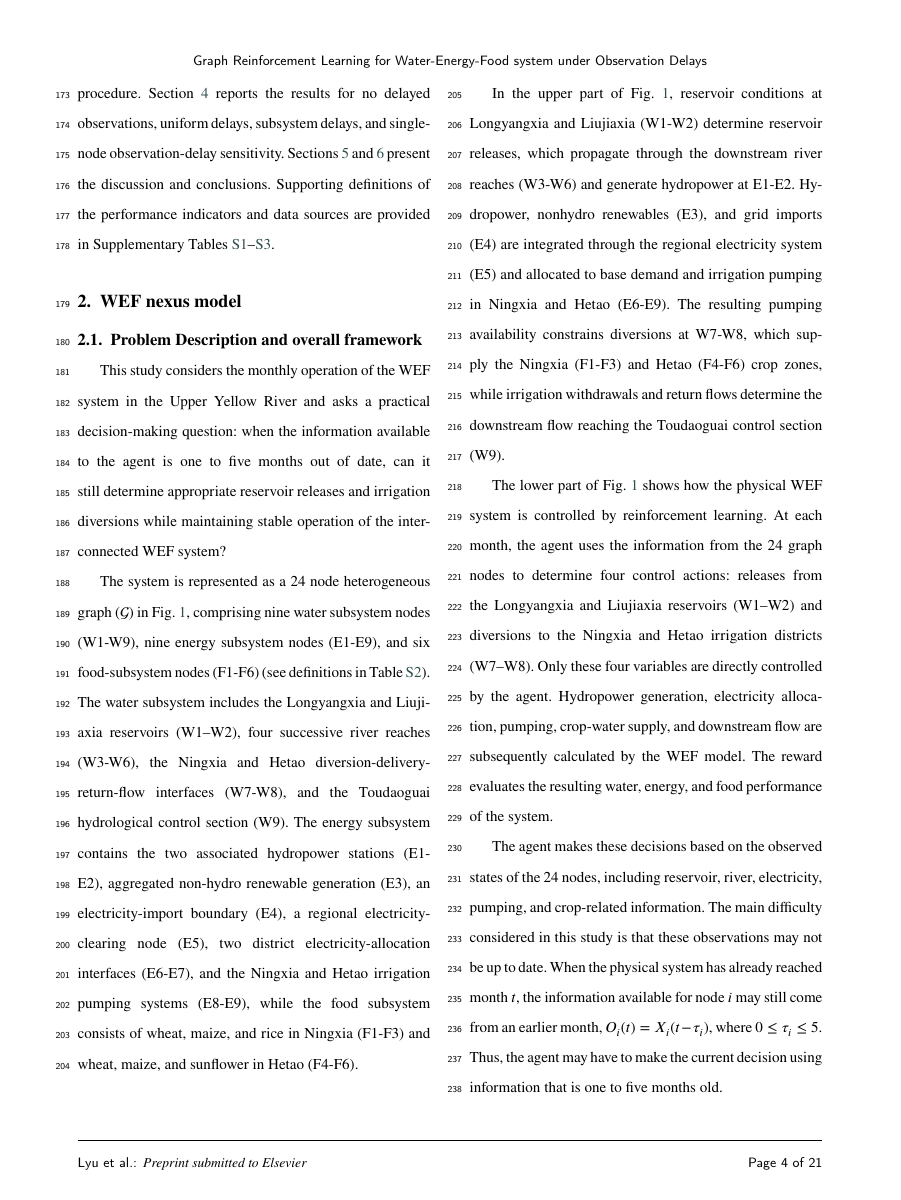 Graph Reinforcement Learning for Water-Energy-Food system under Observation Delays
173 procedure. Section 4 reports the results for no delayed
174 observations, uniform delays, subsystem delays, and single-
175 node observation-delay sensitivity. Sections 5 and 6 present
176 the discussion and conclusions. Supporting definitions of
177 the performance indicators and data sources are provided
178 in Supplementary Tables S1–S3.
179 2. WEF nexus model
180 2.1. Problem Description and overall framework
181 This study considers the monthly operation of the WEF
182 system in the Upper Yellow River and asks a practical
183 decision-making question: when the information available
184 to the agent is one to five months out of date, can it
185 still determine appropriate reservoir releases and irrigation
186 diversions while maintaining stable operation of the inter-
187 connected WEF system?
188 The system is represented as a 24 node heterogeneous
189 graph (𝒢) in Fig. 1, comprising nine water subsystem nodes
190 (W1-W9), nine energy subsystem nodes (E1-E9), and six
191 food-subsystem nodes (F1-F6) (see definitions in Table S2).
192 The water subsystem includes the Longyangxia and Liuji-
193 axia reservoirs (W1–W2), four successive river reaches
194 (W3-W6), the Ningxia and Hetao diversion-delivery-
195 return-flow interfaces (W7-W8), and the Toudaoguai
196 hydrological control section (W9). The energy subsystem
197 contains the two associated hydropower stations (E1-
198 E2), aggregated non-hydro renewable generation (E3), an
199 electricity-import boundary (E4), a regional electricity-
200 clearing node (E5), two district electricity-allocation
201 interfaces (E6-E7), and the Ningxia and Hetao irrigation
202 pumping systems (E8-E9), while the food subsystem
203 consists of wheat, maize, and rice in Ningxia (F1-F3) and
204 wheat, maize, and sunflower in Hetao (F4-F6).
205 In the upper part of Fig. 1, reservoir conditions at
206 Longyangxia and Liujiaxia (W1-W2) determine reservoir
207 releases, which propagate through the downstream river
208 reaches (W3-W6) and generate hydropower at E1-E2. Hy-
209 dropower, nonhydro renewables (E3), and grid imports
210 (E4) are integrated through the regional electricity system
211 (E5) and allocated to base demand and irrigation pumping
212 in Ningxia and Hetao (E6-E9). The resulting pumping
213 availability constrains diversions at W7-W8, which sup-
214 ply the Ningxia (F1-F3) and Hetao (F4-F6) crop zones,
215 while irrigation withdrawals and return flows determine the
216 downstream flow reaching the Toudaoguai control section
217 (W9).
218 The lower part of Fig. 1 shows how the physical WEF
219 system is controlled by reinforcement learning. At each
220 month, the agent uses the information from the 24 graph
221 nodes to determine four control actions: releases from
222 the Longyangxia and Liujiaxia reservoirs (W1–W2) and
223 diversions to the Ningxia and Hetao irrigation districts
224 (W7–W8). Only these four variables are directly controlled
225 by the agent. Hydropower generation, electricity alloca-
226 tion, pumping, crop-water supply, and downstream flow are
227 subsequently calculated by the WEF model. The reward
228 evaluates the resulting water, energy, and food performance
229 of the system.
230 The agent makes these decisions based on the observed
231 states of the 24 nodes, including reservoir, river, electricity,
232 pumping, and crop-related information. The main difficulty
233 considered in this study is that these observations may not
234 be up to date. When the physical system has already reached
235 month t, the information available for node i may still come
236 from an earlier month, Oᵢ(t) = Xᵢ(t−τᵢ), where 0 ≤ τᵢ ≤ 5.
237 Thus, the agent may have to make the current decision using
238 information that is one to five months old.
Lyu et al.: Preprint submitted to Elsevier
Page 4 of 21